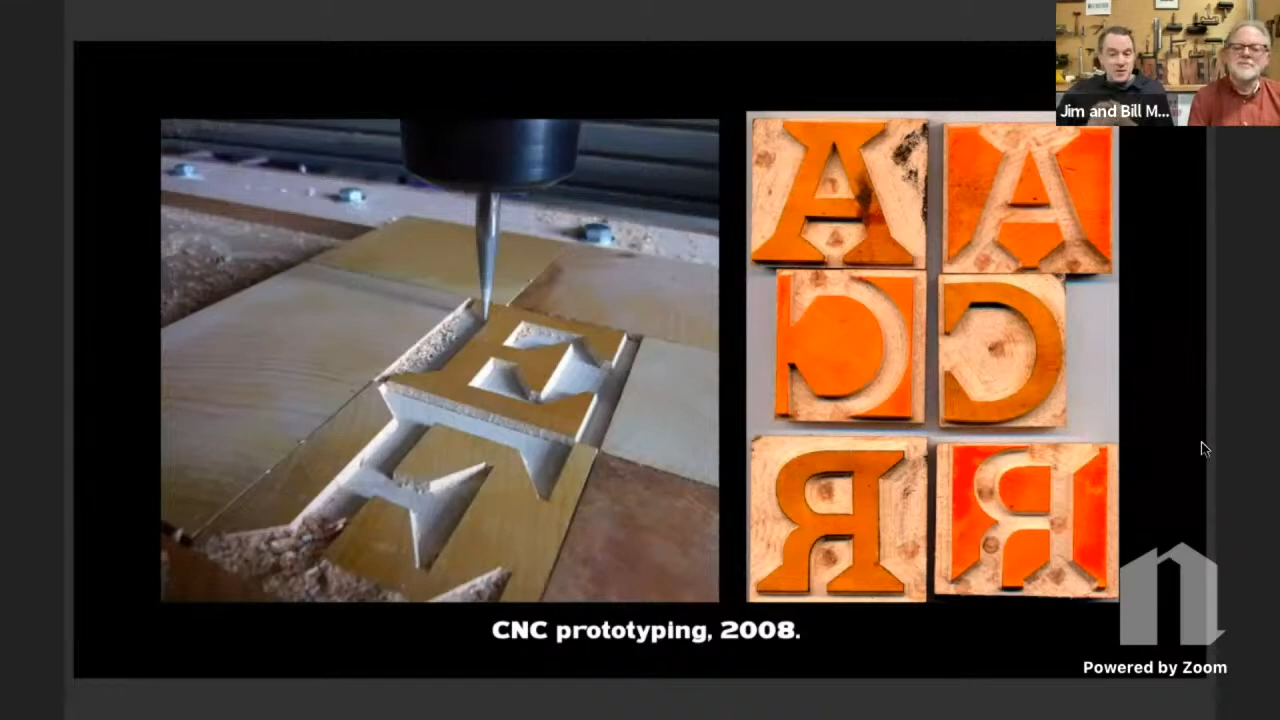 Jim and Bill M...
A A
C C
R R
CNC prototyping, 2008.
n
Powered by Zoom